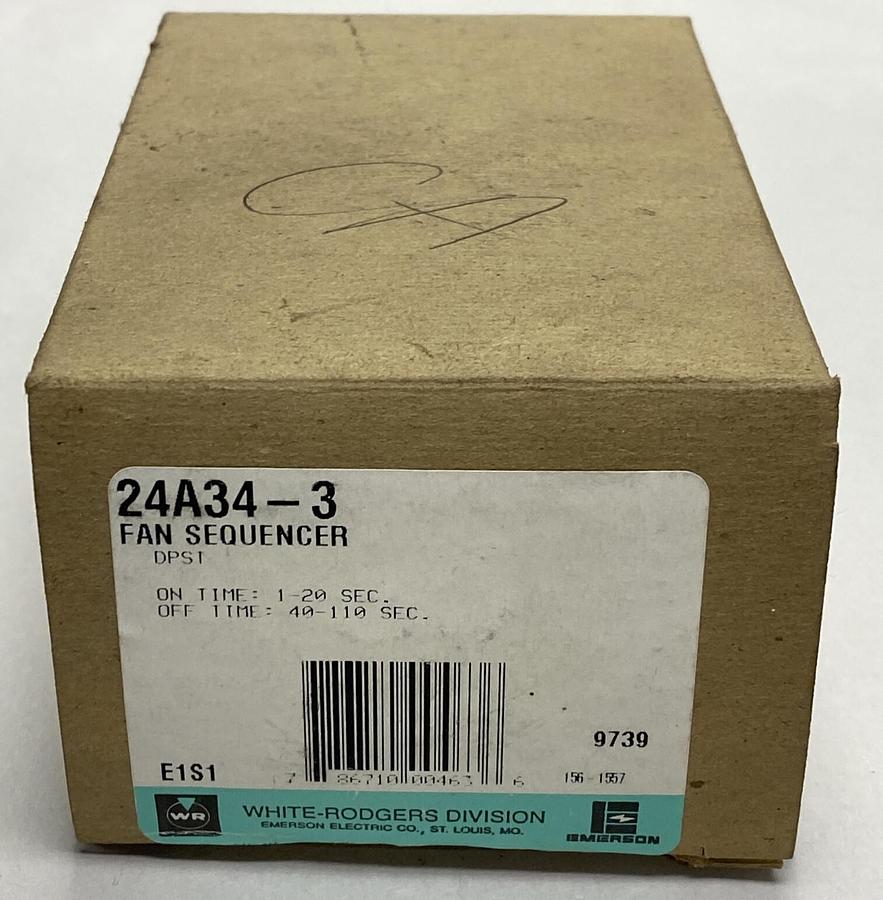 CA
24A34-3
FAN SEQUENCER
DPST
ON TIME: 1-20 SEC.
OFF TIME: 40-110 SEC.
9739
E1S1
7 86710 00463 6
156-1557
WR
WHITE-RODGERS DIVISION
EMERSON ELECTRIC CO., ST. LOUIS, MO.
EMERSON